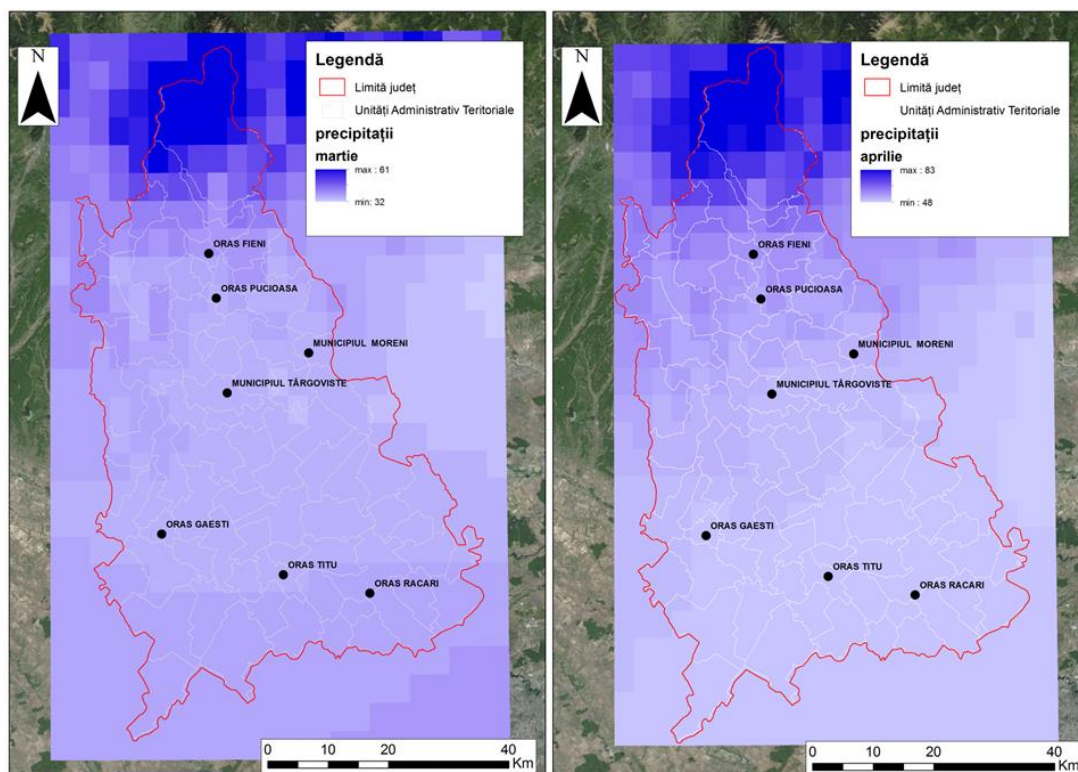 N
Legendă
Limită județ
Unități Administrativ Teritoriale
precipitații
martie
max : 61
min: 32
ORAS FIENI
ORAS PUCIOASA
MUNICIPIUL MORENI
MUNICIPIUL TÂRGOVISTE
ORAS GAESTI
ORAS TITU
ORAS RACARI
0 10 20 40
Km
N
Legendă
Limită județ
Unități Administrativ Teritoriale
precipitații
aprilie
max : 83
min : 48
ORAS FIENI
ORAS PUCIOASA
MUNICIPIUL MORENI
MUNICIPIUL TÂRGOVISTE
ORAS GAESTI
ORAS TITU
ORAS RACARI
0 10 20 40
Km